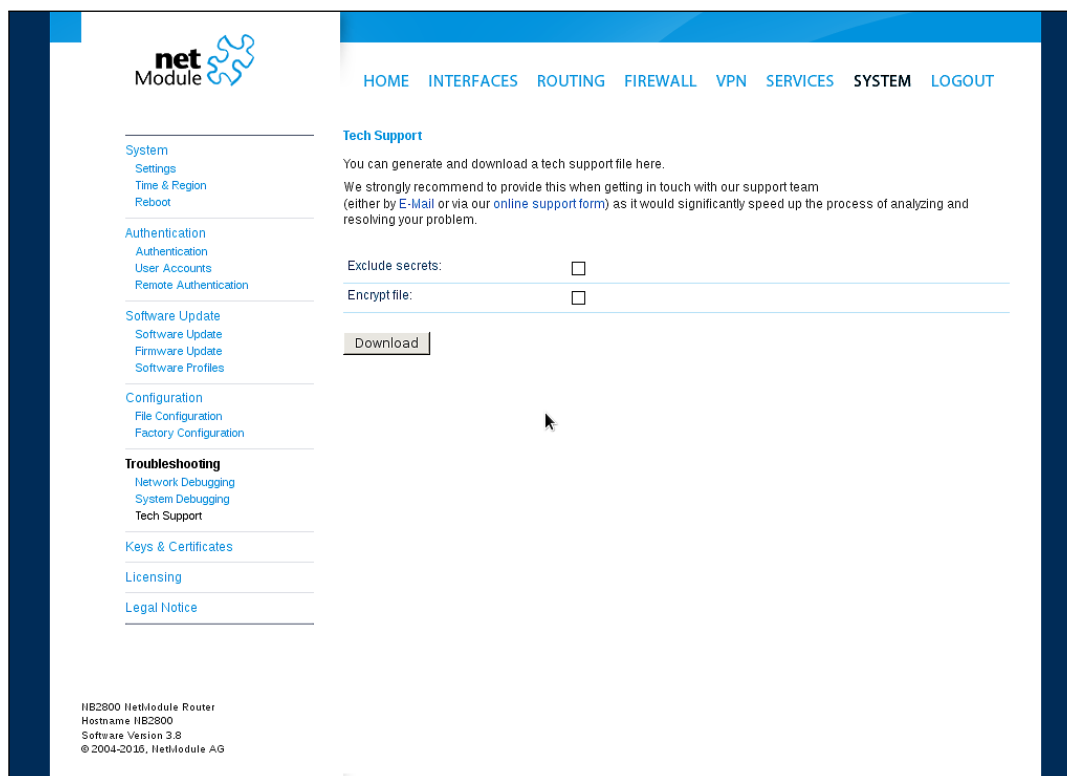 net
Module
HOME INTERFACES ROUTING FIREWALL VPN SERVICES SYSTEM LOGOUT
System
Settings
Time & Region
Reboot
Authentication
Authentication
User Accounts
Remote Authentication
Software Update
Software Update
Firmware Update
Software Profiles
Configuration
File Configuration
Factory Configuration
Troubleshooting
Network Debugging
System Debugging
Tech Support
Keys & Certificates
Licensing
Legal Notice
Tech Support
You can generate and download a tech support file here.
We strongly recommend to provide this when getting in touch with our support team
(either by E-Mail or via our online support form) as it would significantly speed up the process of analyzing and
resolving your problem.
Exclude secrets:
Encrypt file:
Download
NB2800 NetModule Router
Hostname NB2800
Software Version 3.8
© 2004-2016, NetModule AG